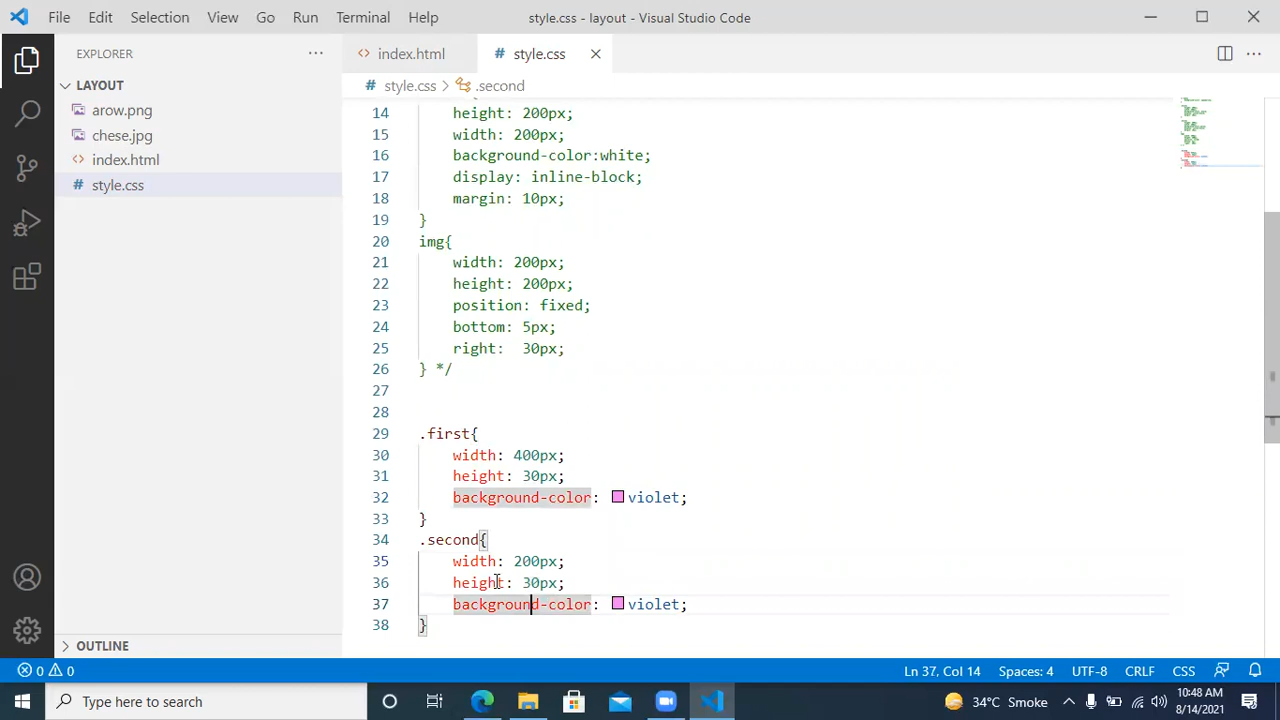 File Edit Selection View Go Run Terminal Help style.css - layout - Visual Studio Code
EXPLORER ··· <> index.html # style.css ×
LAYOUT # style.css > .second
arow.png
chese.jpg
<> index.html
# style.css
14 height: 200px;
15 width: 200px;
16 background-color:white;
17 display: inline-block;
18 margin: 10px;
19 }
20 img{
21 width: 200px;
22 height: 200px;
23 position: fixed;
24 bottom: 5px;
25 right:  30px;
26 } */
27
28
29 .first{
30 width: 400px;
31 height: 30px;
32 background-color: violet;
33 }
34 .second{
35 width: 200px;
36 height: 30px;
37 background-color: violet;
38 }
OUTLINE
0 0 Ln 37, Col 14 Spaces: 4 UTF-8 CRLF CSS
Type here to search 34°C Smoke 10:48 AM
8/14/2021